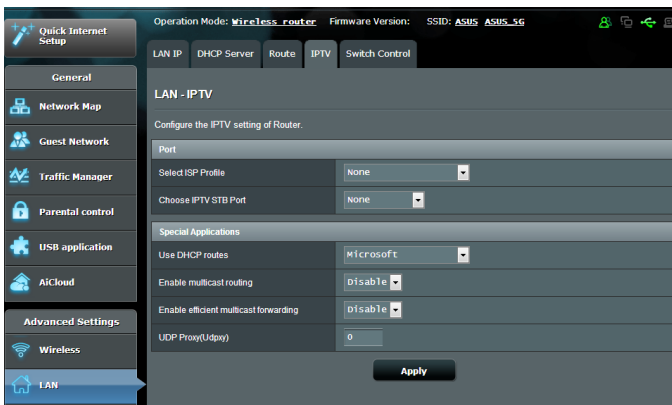 Quick Internet
Setup
Operation Mode: Wireless router Firmware Version: SSID: ASUS ASUS_5G
LAN IP DHCP Server Route IPTV Switch Control
General
Network Map
Guest Network
Traffic Manager
Parental control
USB application
AiCloud
Advanced Settings
Wireless
LAN
LAN - IPTV
Configure the IPTV setting of Router.
Port
Select ISP Profile None
Choose IPTV STB Port None
Special Applications
Use DHCP routes Microsoft
Enable multicast routing Disable
Enable efficient multicast forwarding Disable
UDP Proxy(Udpxy) 0
Apply